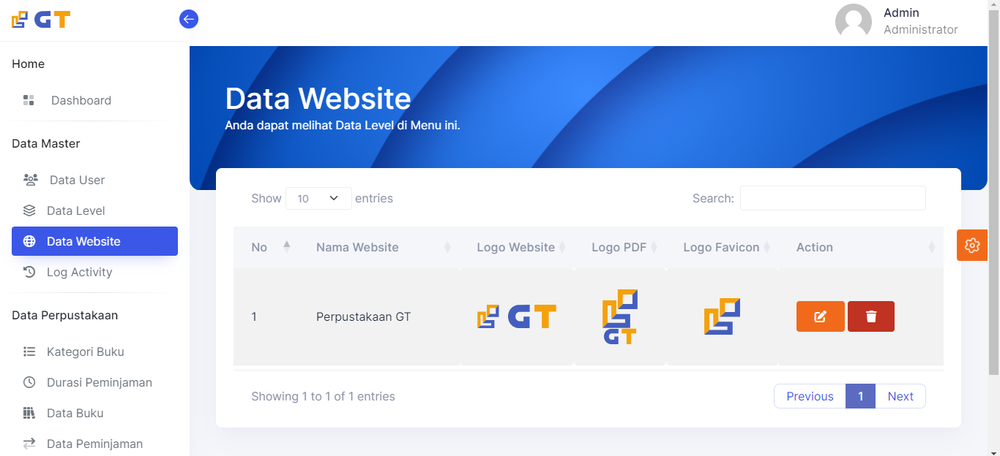 GT
Admin
Administrator
Home
Dashboard
Data Master
Data User
Data Level
Data Website
Log Activity
Data Perpustakaan
Kategori Buku
Durasi Peminjaman
Data Buku
Data Peminjaman
Data Website
Anda dapat melihat Data Level di Menu ini.
Show 10 entries
Search:
No Nama Website Logo Website Logo PDF Logo Favicon Action
1 Perpustakaan GT GT GT
Showing 1 to 1 of 1 entries
Previous 1 Next